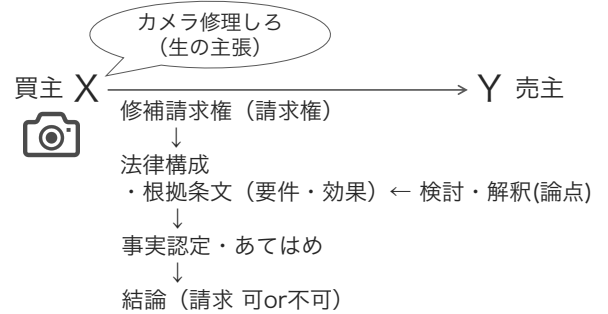 カメラ修理しろ
（生の主張）
買主 X
Y 売主
修補請求権（請求権）
↓
法律構成
・根拠条文（要件・効果）← 検討・解釈(論点)
↓
事実認定・あてはめ
↓
結論（請求 可or不可）